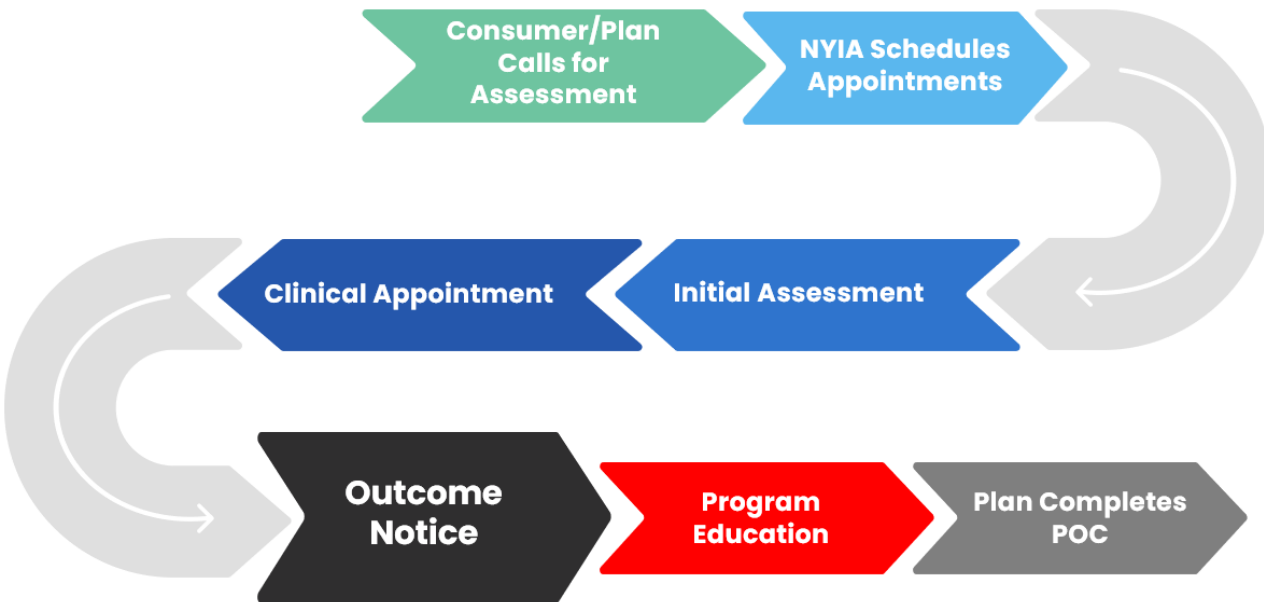 Consumer/Plan
Calls for
Assessment
NYIA Schedules
Appointments
Initial Assessment
Clinical Appointment
Outcome
Notice
Program
Education
Plan Completes
POC